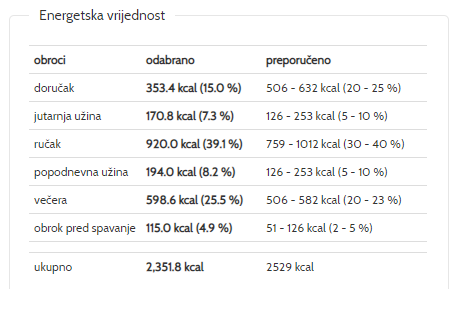 Energetska vrijednost
obroci odabrano preporučeno
doručak 353.4 kcal (15.0 %) 506 - 632 kcal (20 - 25 %)
jutarnja užina 170.8 kcal (7.3 %) 126 - 253 kcal (5 - 10 %)
ručak 920.0 kcal (39.1 %) 759 - 1012 kcal (30 - 40 %)
popodnevna užina 194.0 kcal (8.2 %) 126 - 253 kcal (5 - 10 %)
večera 598.6 kcal (25.5 %) 506 - 582 kcal (20 - 23 %)
obrok pred spavanje 115.0 kcal (4.9 %) 51 - 126 kcal (2 - 5 %)
ukupno 2,351.8 kcal 2529 kcal